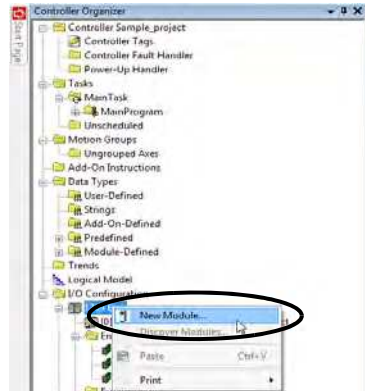 Controller Organizer
Start Page
Controller Sample_project
Controller Tags
Controller Fault Handler
Power-Up Handler
Tasks
MainTask
MainProgram
Unscheduled
Motion Groups
Ungrouped Axes
Add-On Instructions
Data Types
User-Defined
Strings
Add-On-Defined
Predefined
Module-Defined
Trends
Logical Model
I/O Configuration
New Module...
Discover Modules...
Paste Ctrl+V
Print